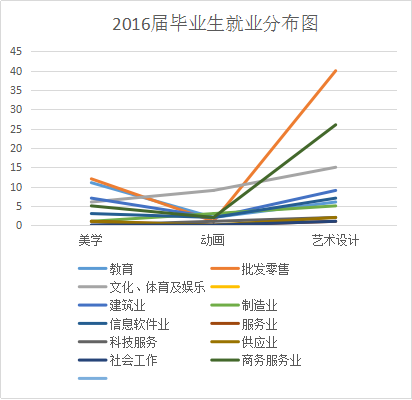 2016届毕业生就业分布图
45
40
35
30
25
20
15
10
5
0
美学 动画 艺术设计
教育 批发零售
文化、体育及娱乐
建筑业 制造业
信息软件业 服务业
科技服务 供应业
社会工作 商务服务业